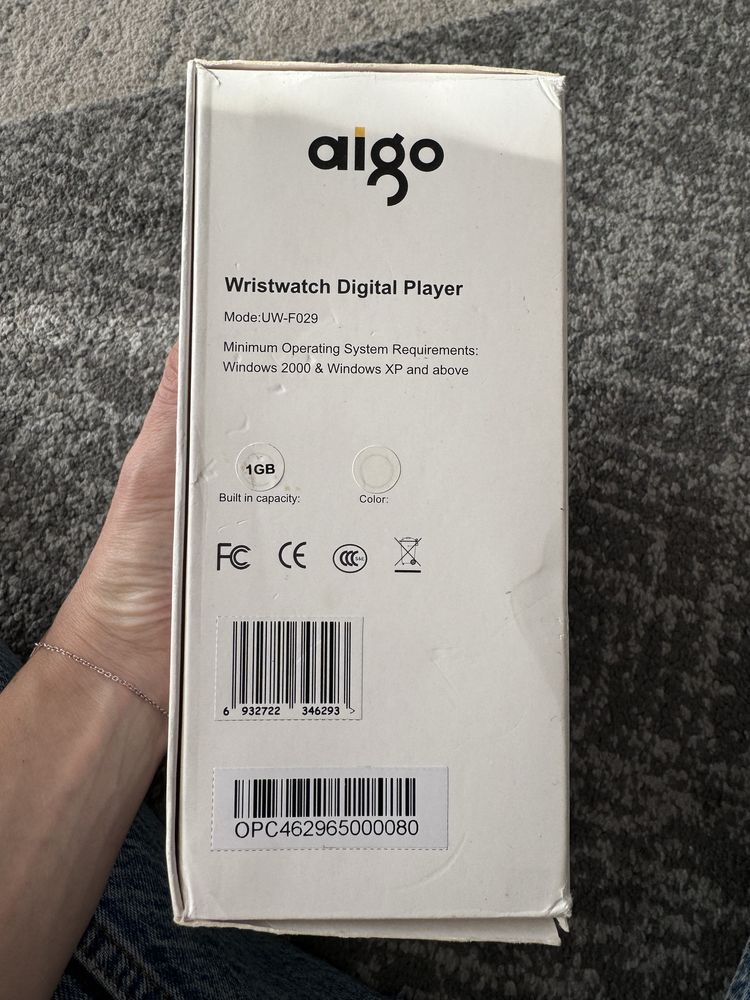 aigo
Wristwatch Digital Player
Mode:UW-F029
Minimum Operating System Requirements:
Windows 2000 & Windows XP and above
1GB
Built in capacity:
Color:
FC CE CCC S&E
6 932722 346293 >
OPC462965000080